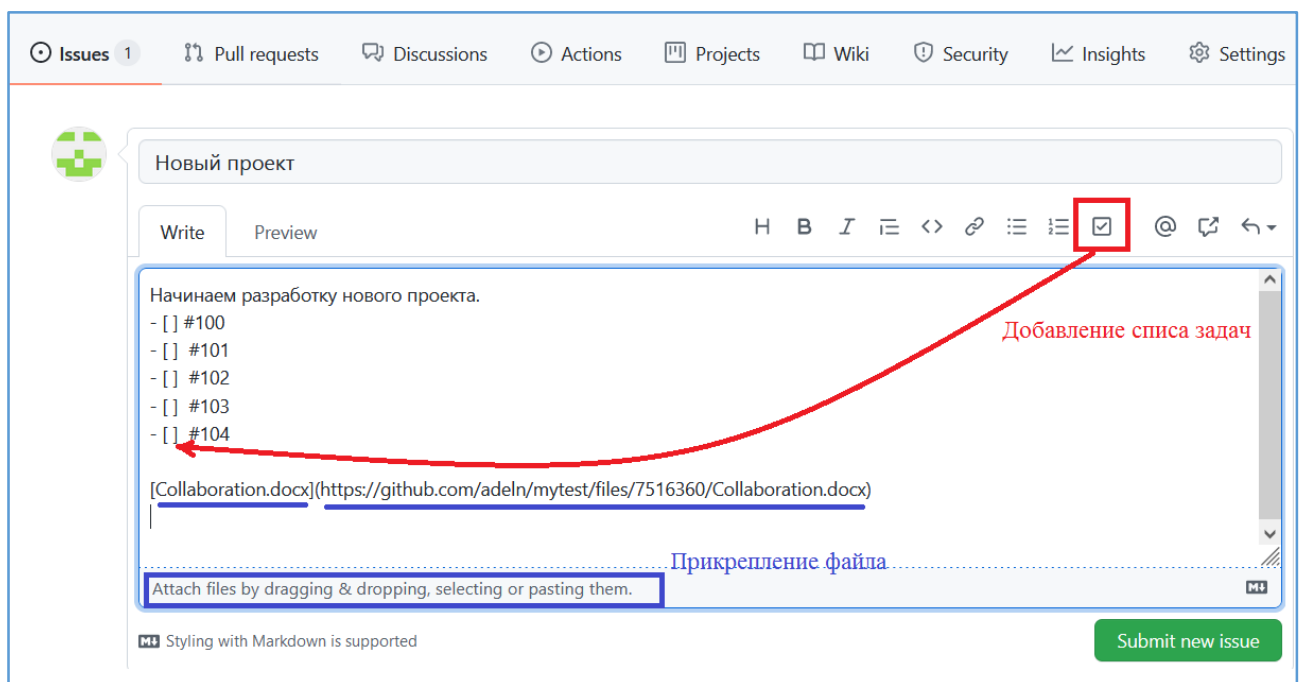 Issues 1 Pull requests Discussions Actions Projects Wiki Security Insights Settings
Новый проект
Write Preview
Начинаем разработку нового проекта.
- [ ] #100
- [ ] #101
- [ ] #102
- [ ] #103
- [ ] #104
Добавление списа задач
[Collaboration.docx](https://github.com/adeln/mytest/files/7516360/Collaboration.docx)
Прикрепление файла
Attach files by dragging & dropping, selecting or pasting them.
Styling with Markdown is supported
Submit new issue